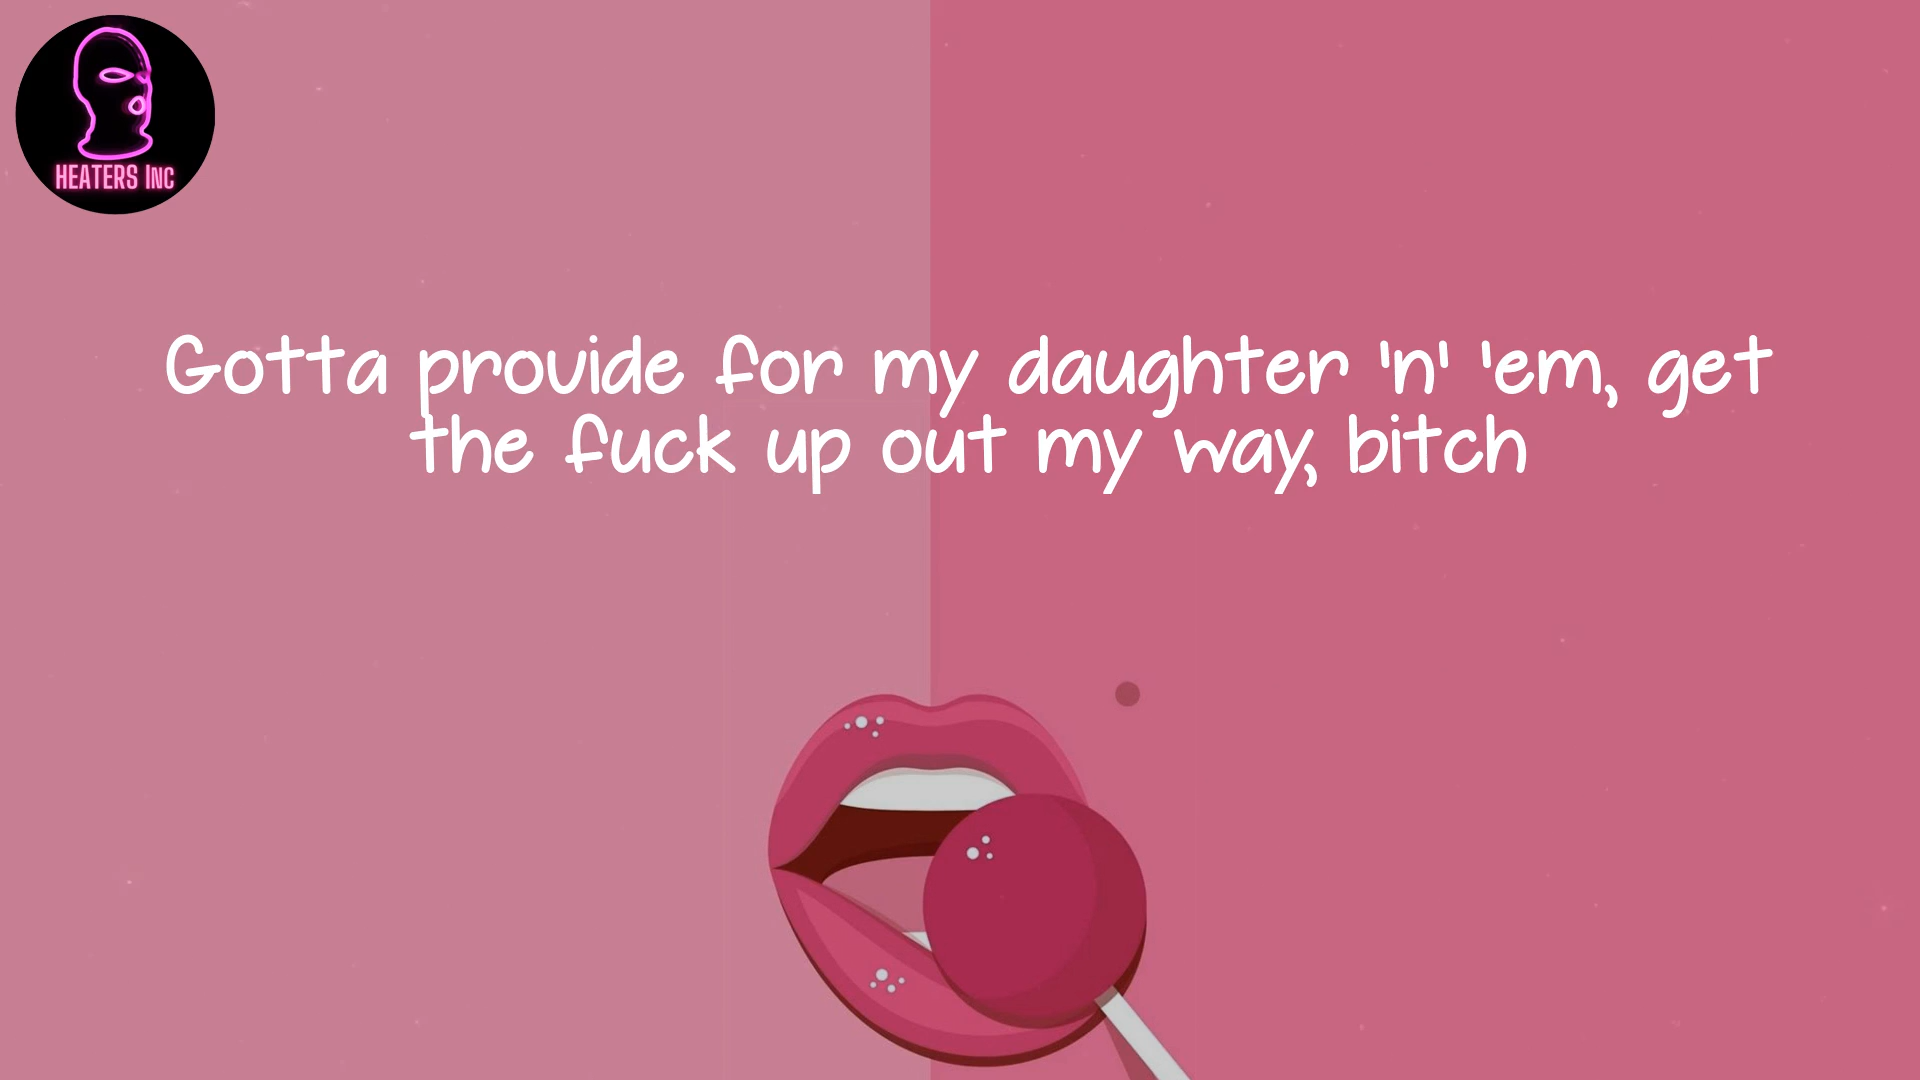 HEATERS INC
Gotta provide for my daughter 'n' 'em, get
the fuck up out my way, bitch